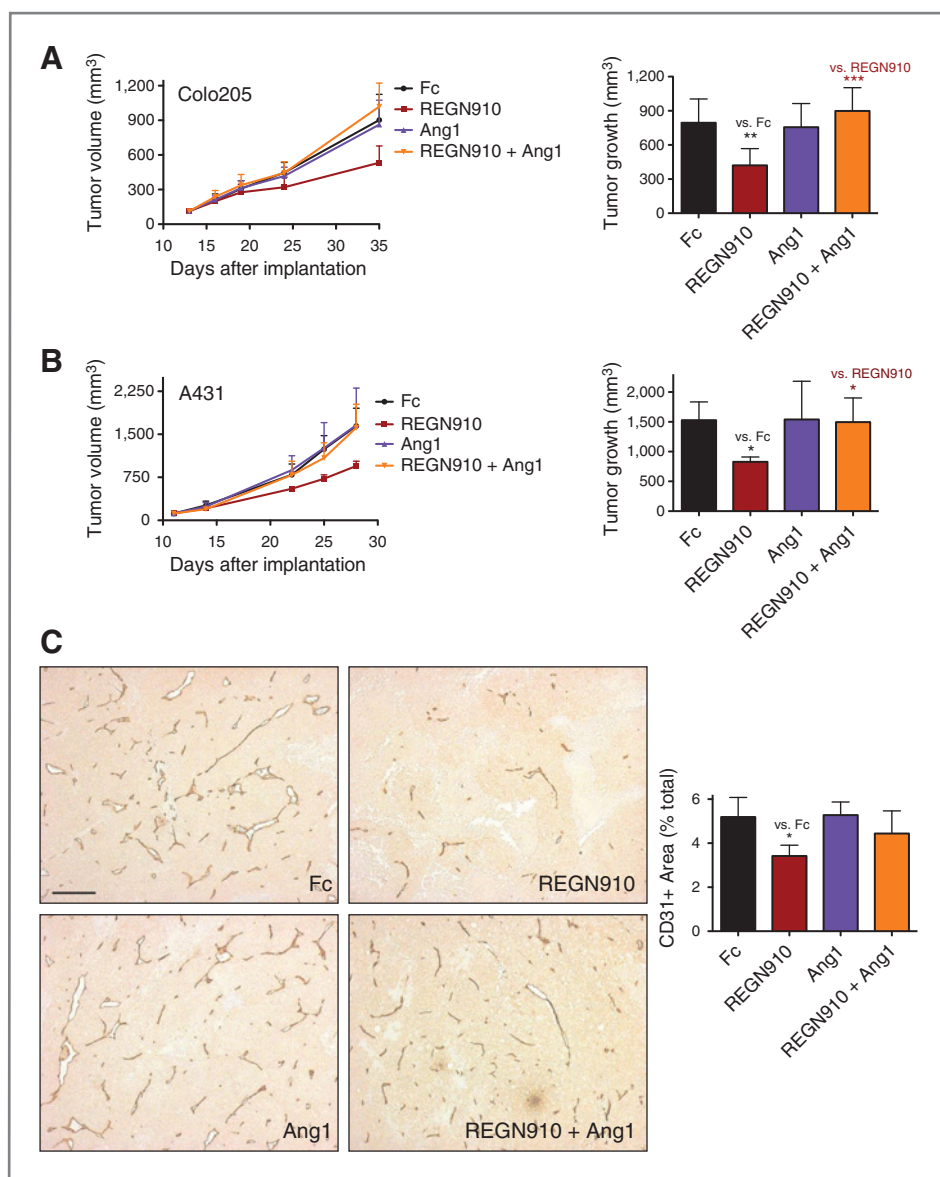 A
Tumor volume (mm³)
1,200
900
600
300
0
Colo205
10 15 20 25 30 35
Days after implantation
Fc
REGN910
Ang1
REGN910 + Ang1
Tumor growth (mm³)
1,200
900
600
300
0
vs. Fc
**
vs. REGN910
***
Fc
REGN910
Ang1
REGN910 + Ang1
B
Tumor volume (mm³)
2,250
1,500
750
0
A431
10 15 20 25 30
Days after implantation
Fc
REGN910
Ang1
REGN910 + Ang1
Tumor growth (mm³)
2,000
1,500
1,000
500
0
vs. Fc
*
vs. REGN910
*
Fc
REGN910
Ang1
REGN910 + Ang1
C
Fc
REGN910
Ang1
REGN910 + Ang1
CD31+ Area (% total)
6
4
2
0
vs. Fc
*
Fc
REGN910
Ang1
REGN910 + Ang1